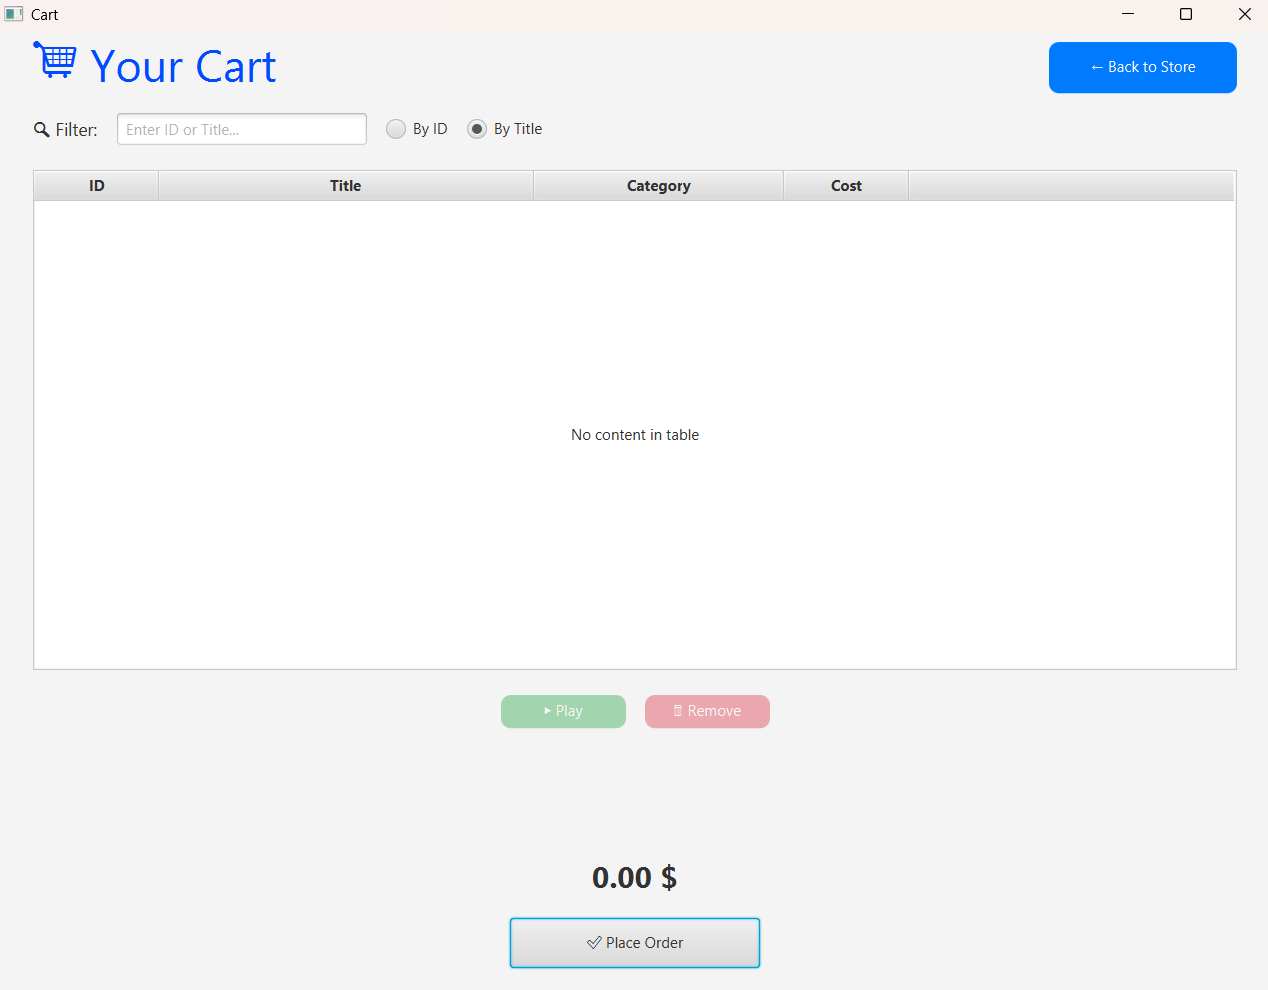 Cart
Your Cart
← Back to Store
Filter: Enter ID or Title... By ID By Title
ID Title Category Cost
No content in table
Play Remove
0.00 $
Place Order